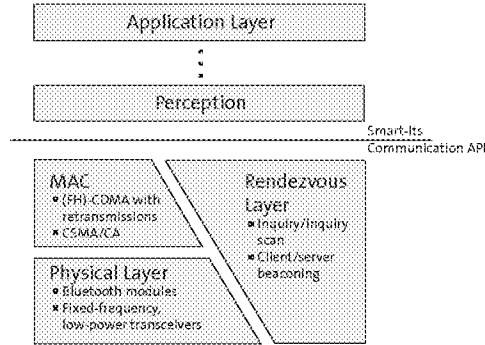 Application Layer
Perception
Smart-Its
Communication API
MAC
(FH)-CDMA with
retransmissions
CSMA/CA
Rendezvous
Layer
Inquiry/inquiry
scan
Client/server
beaconing
Physical Layer
Bluetooth modules
Fixed-frequency,
low-power transceivers